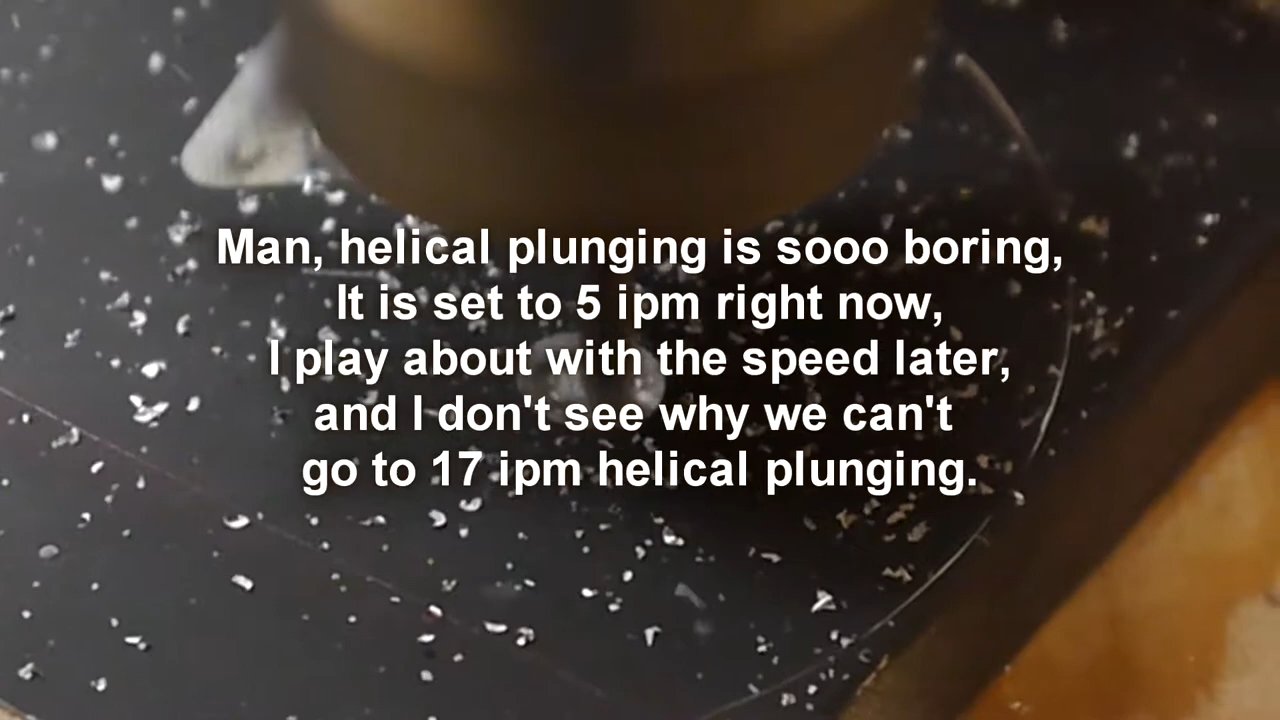 Man, helical plunging is sooo boring,
It is set to 5 ipm right now,
I play about with the speed later,
and I don't see why we can't
go to 17 ipm helical plunging.